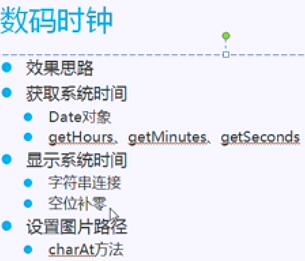 数码时钟
效果思路
获取系统时间
Date对象
getHours、getMinutes、getSeconds
显示系统时间
字符串连接
空位补零
设置图片路径
charAt方法